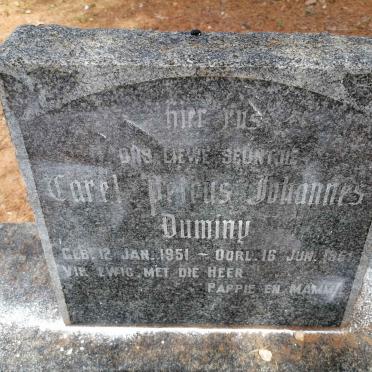 hier rus
ONS LIEWE SEUNTJIE
Carel Petrus Johannes
Duminy
GEB. 12 JAN. 1951 ~ OORL. 16 JUN.
VIR EWIG MET DIE HEER
PAPPIE EN MAMMIE